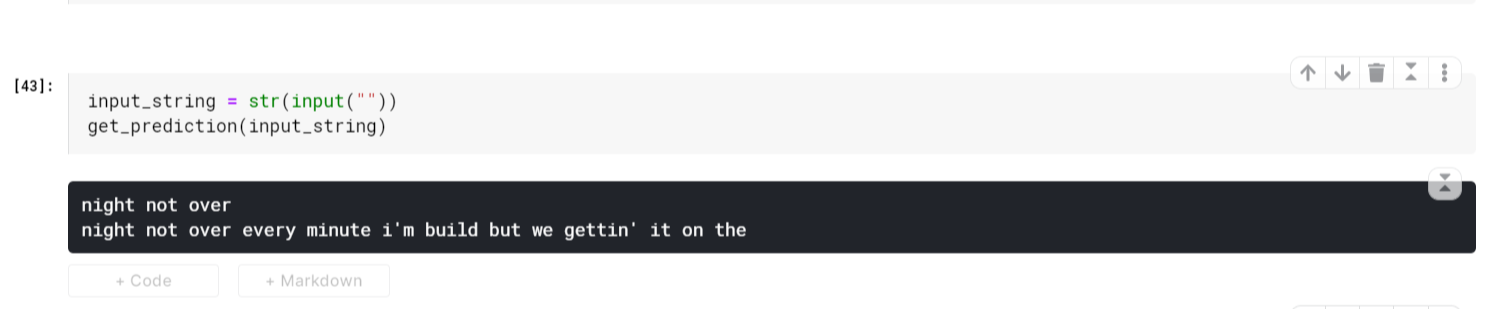 [43]:
input_string = str(input(""))
get_prediction(input_string)
night not over
night not over every minute i'm build but we gettin' it on the
+ Code
+ Markdown